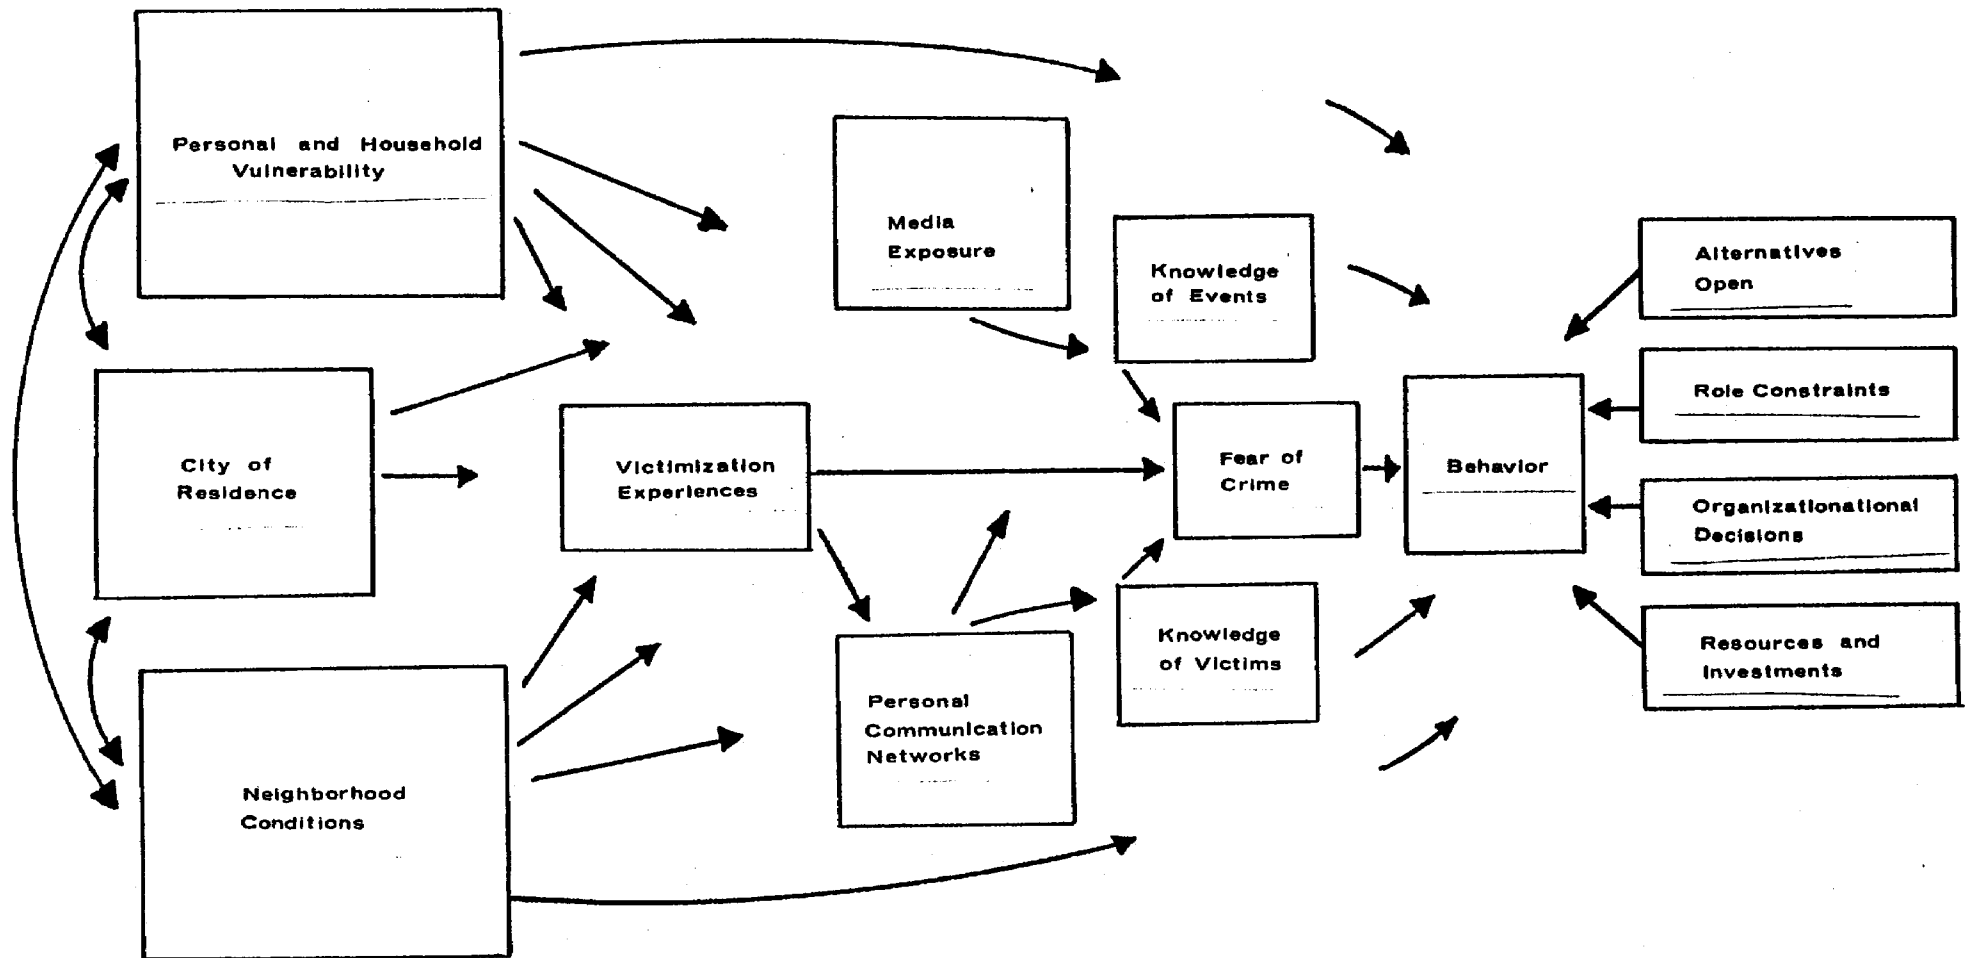 Personal and Household
Vulnerability
City of
Residence
Neighborhood
Conditions
Victimization
Experiences
Media
Exposure
Personal
Communication
Networks
Knowledge
of Events
Fear of
Crime
Knowledge
of Victims
Behavior
Alternatives
Open
Role Constraints
Organizationational
Decisions
Resources and
Investments